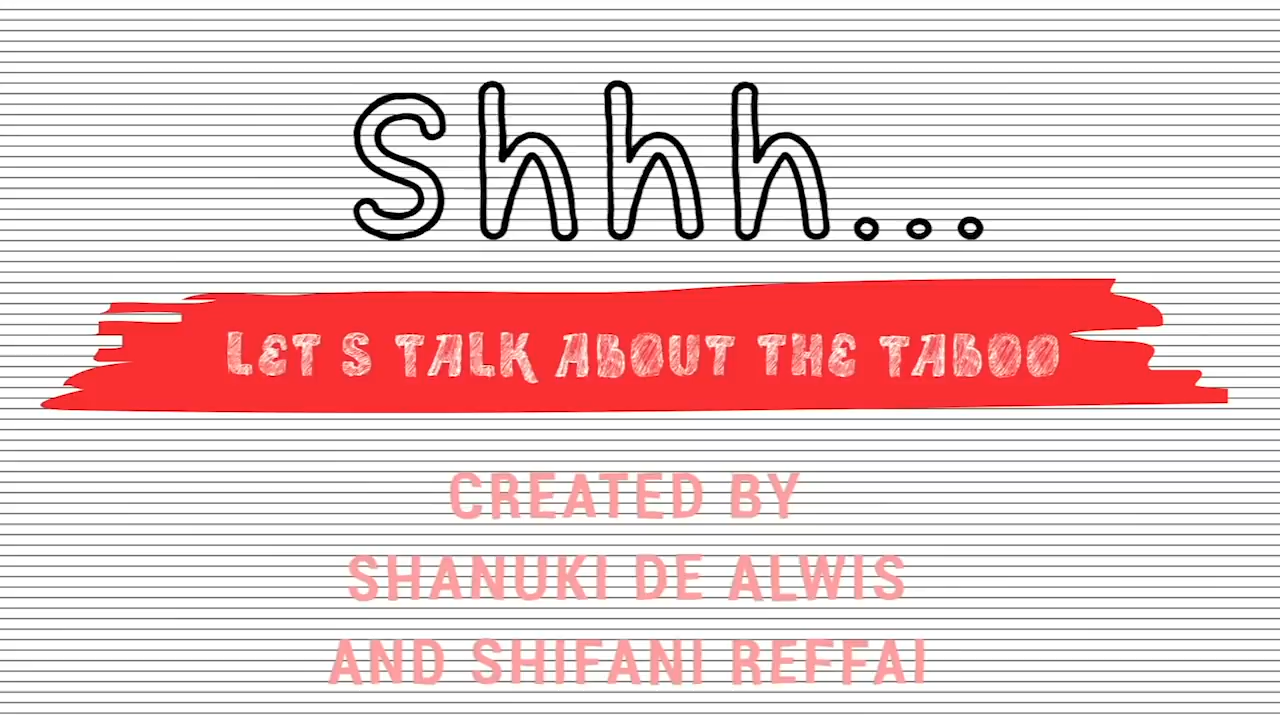 Shhh...
LET S TALK ABOUT THE TABOO
CREATED BY
SHANUKI DE ALWIS
AND SHIFANI REFFAI